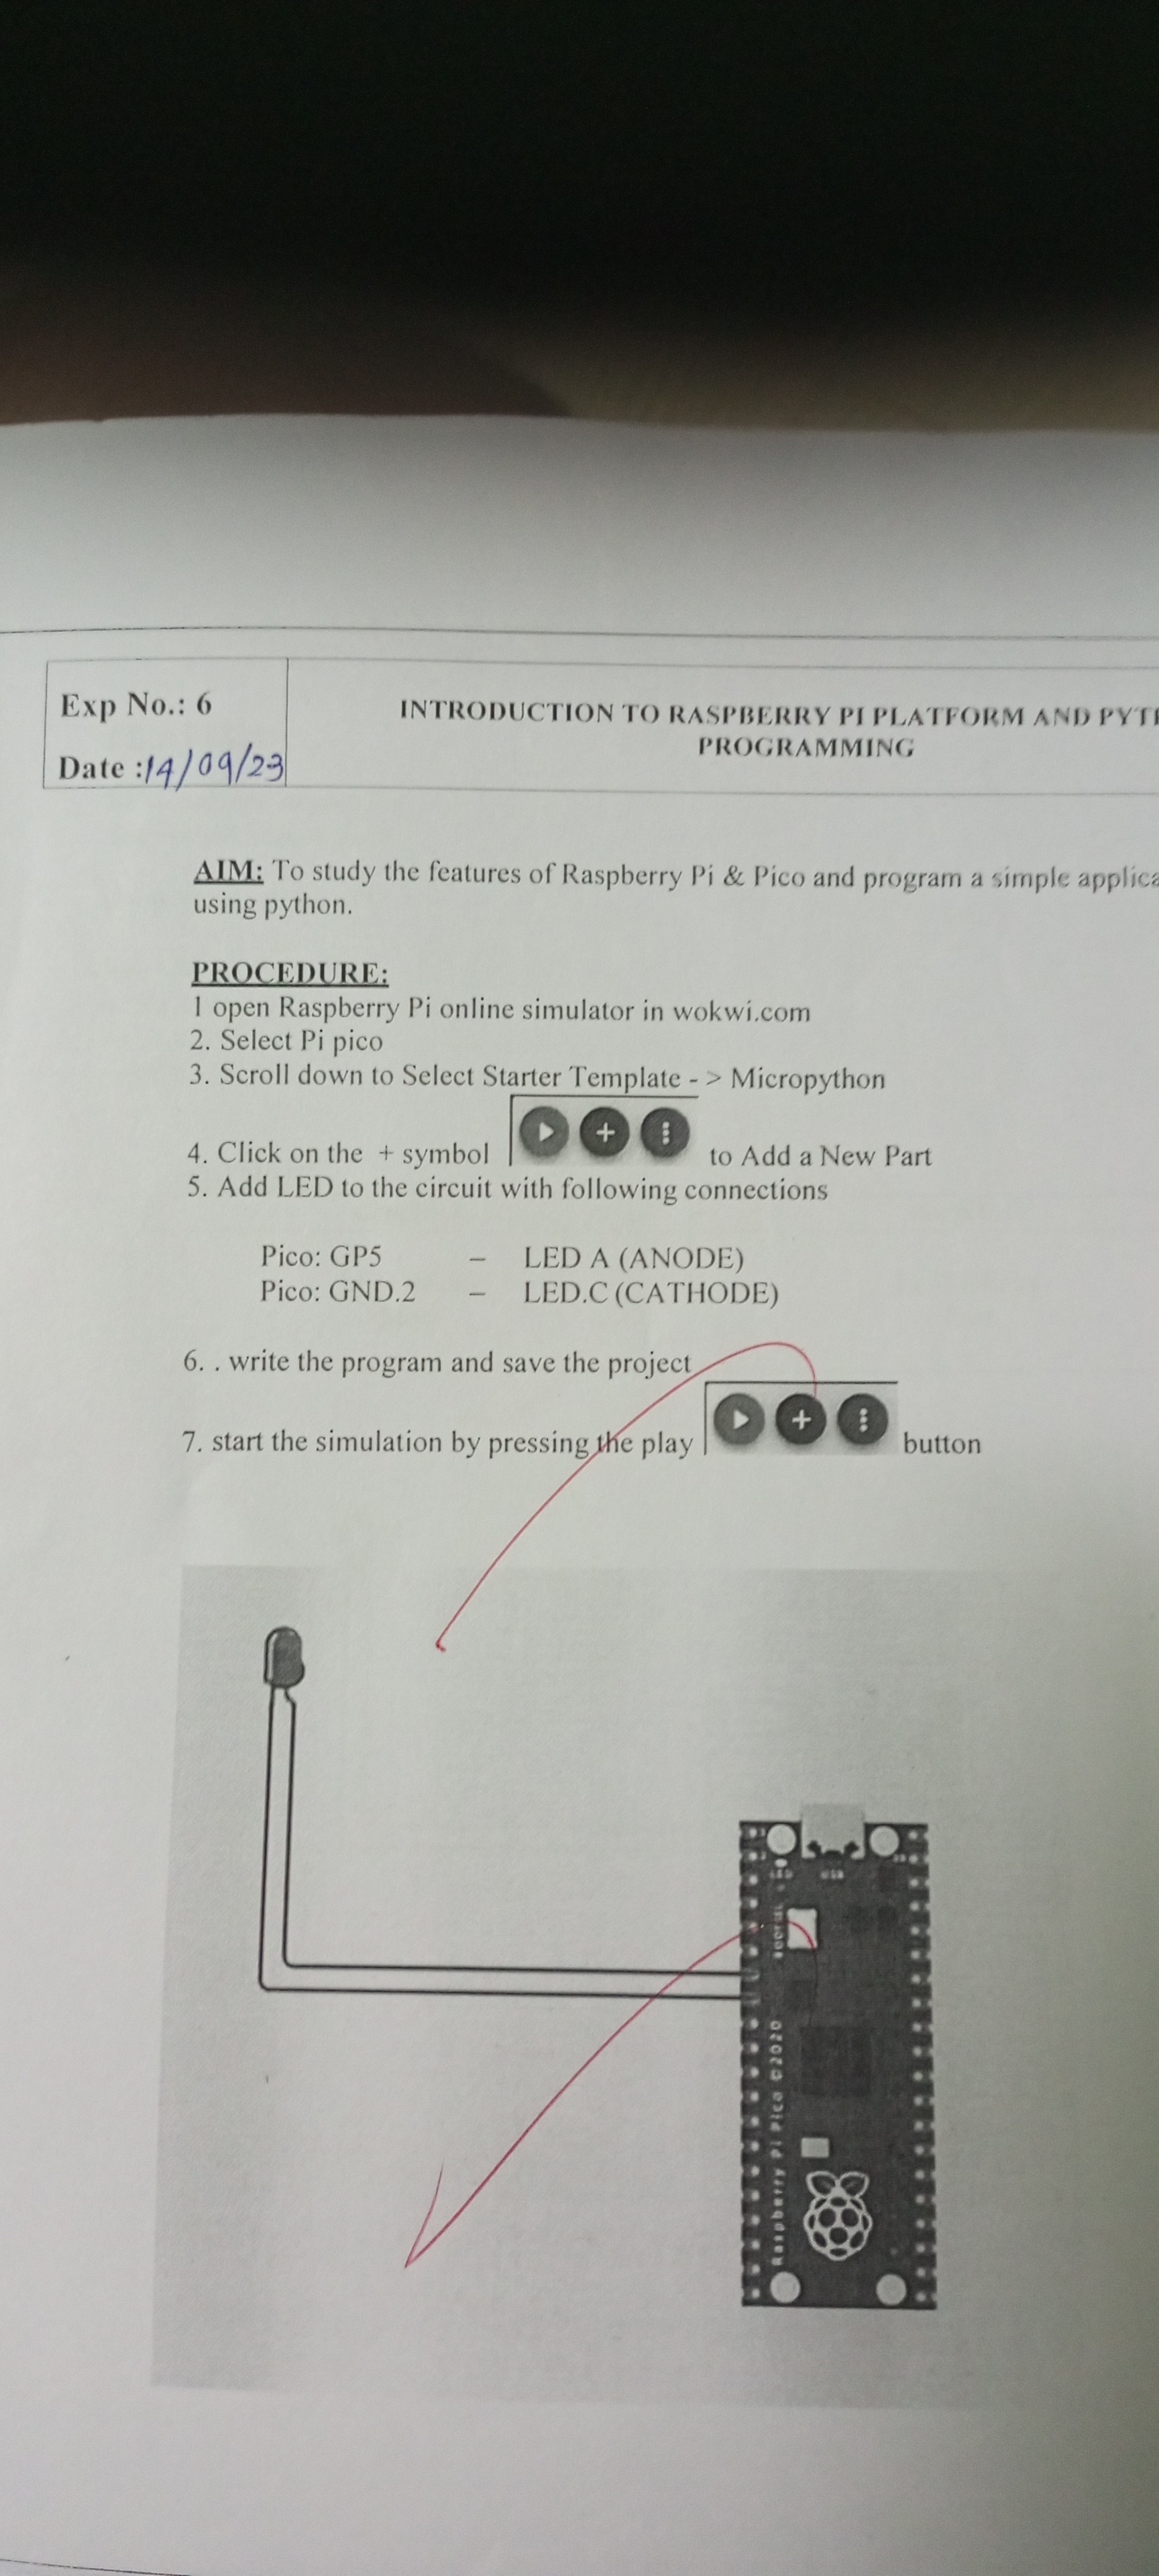 Exp No.: 6
Date :14/09/23
INTRODUCTION TO RASPBERRY PI PLATFORM AND PYT
PROGRAMMING
AIM: To study the features of Raspberry Pi & Pico and program a simple applica
using python.
PROCEDURE:
1 open Raspberry Pi online simulator in wokwi.com
2. Select Pi pico
3. Scroll down to Select Starter Template - > Micropython
4. Click on the + symbol to Add a New Part
5. Add LED to the circuit with following connections
Pico: GP5 – LED A (ANODE)
Pico: GND.2 – LED.C (CATHODE)
6. . write the program and save the project
7. start the simulation by pressing the play button
LED USB
BOOTSEL
Raspberry Pi Pico ©2020